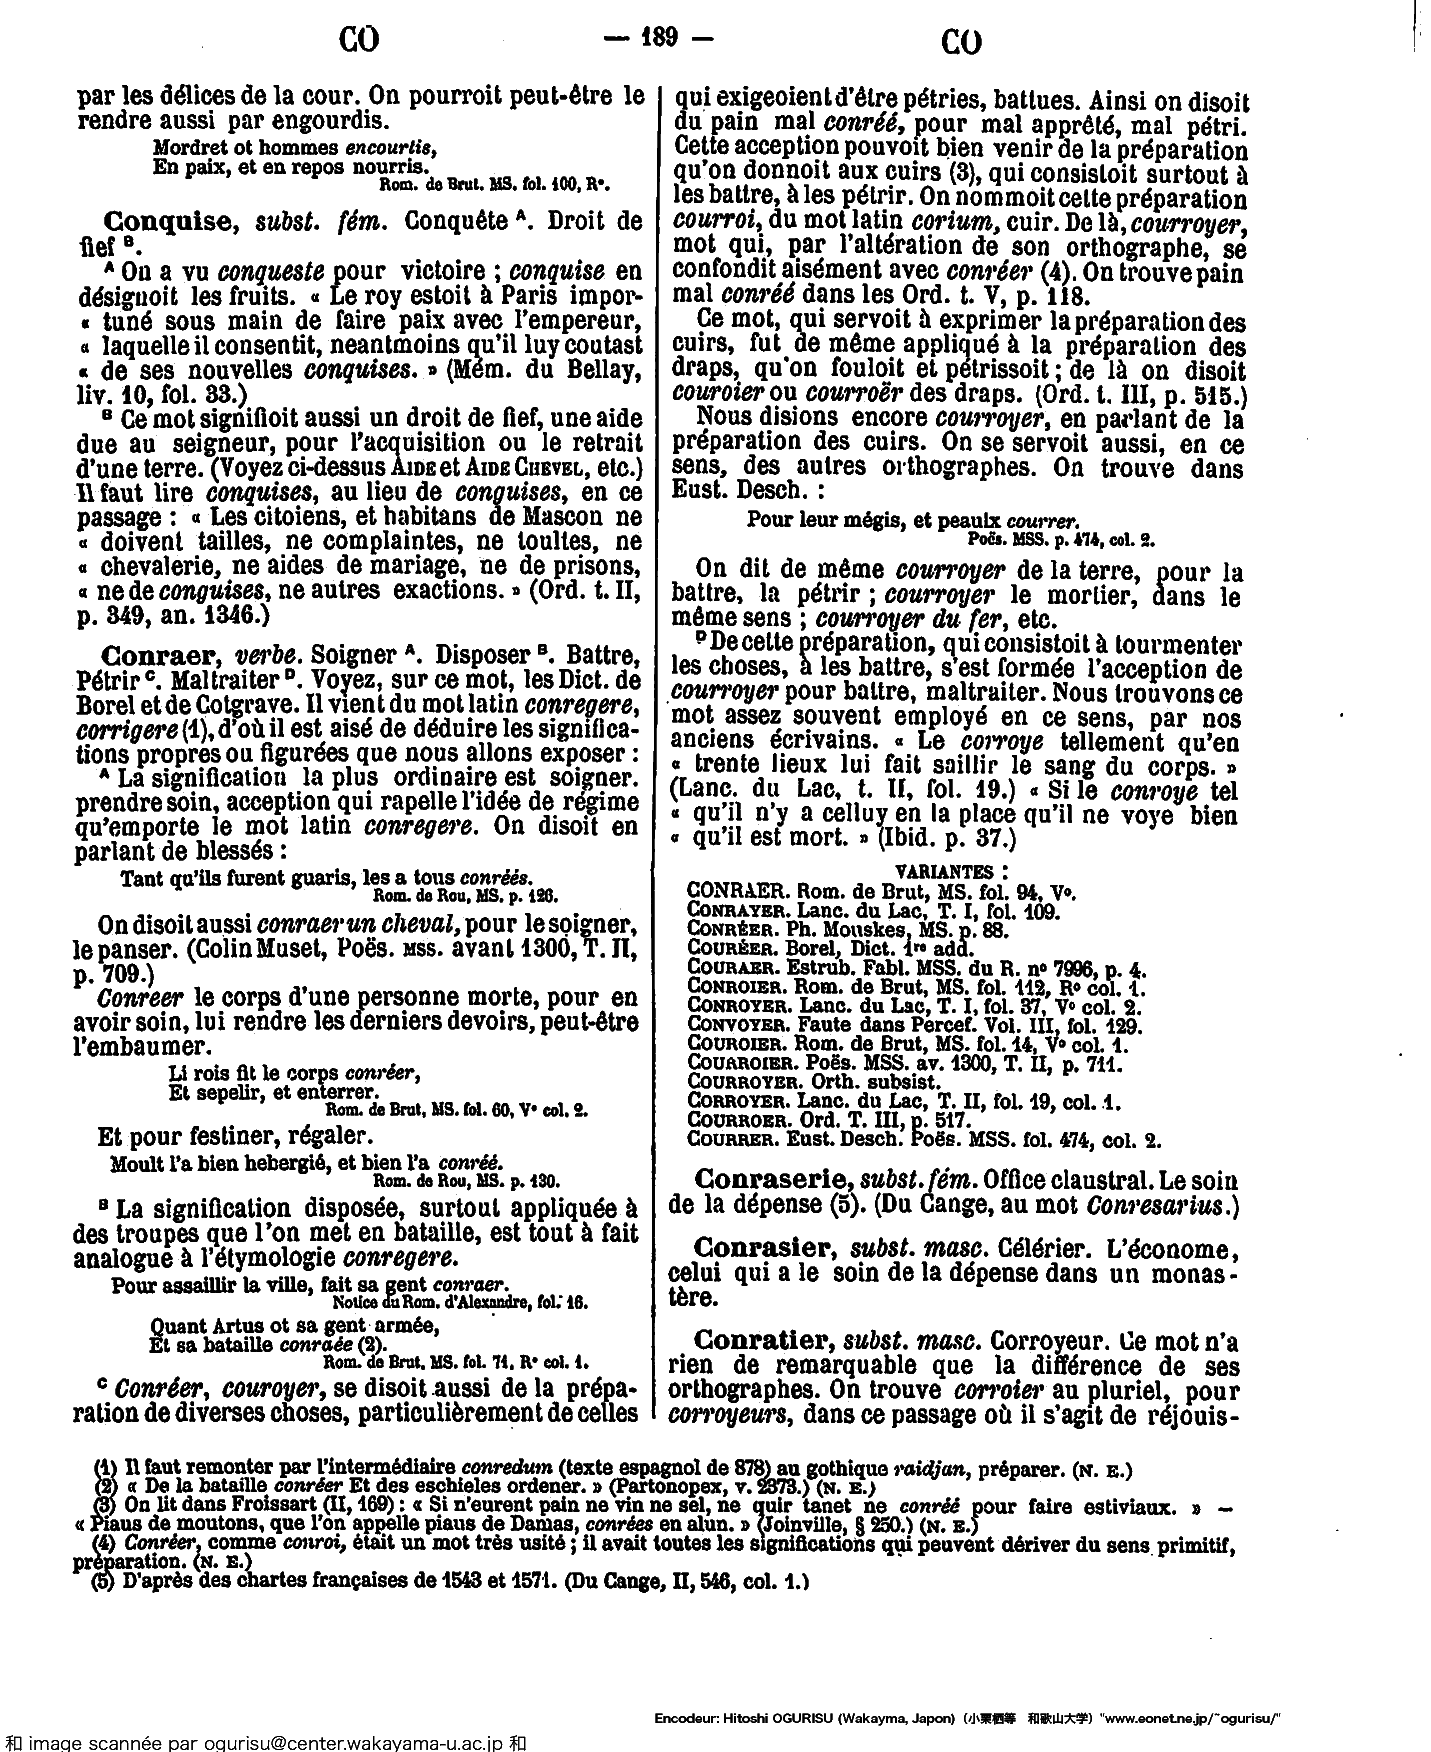 CO
— 189 —
CO
par les délices de la cour. On pourroit peut-être le
rendre aussi par engourdis.
Mordret ot hommes encourtis,
En paix, et en repos nourris.
Rom. de Brut. MS. fol. 100, R°.
Conquise, subst. fém. Conquête A. Droit de
fief B.
A On a vu conqueste pour victoire ; conquise en
désignoit les fruits. « Le roy estoit à Paris impor-
« tuné sous main de faire paix avec l'empereur,
« laquelle il consentit, neantmoins qu'il luy coutast
« de ses nouvelles conquises. » (Mém. du Bellay,
liv. 10, fol. 33.)
B Ce mot signifioit aussi un droit de fief, une aide
due au seigneur, pour l'acquisition ou le retrait
d'une terre. (Voyez ci-dessus AIDE et AIDE CHEVEL, etc.)
Il faut lire conquises, au lieu de conguises, en ce
passage : « Les citoiens, et habitans de Mascon ne
« doivent tailles, ne complaintes, ne toultes, ne
« chevalerie, ne aides de mariage, ne de prisons,
« ne de conguises, ne autres exactions. » (Ord. t. II,
p. 349, an. 1346.)
Conraer, verbe. Soigner A. Disposer B. Battre,
Pétrir C. Maltraiter D. Voyez, sur ce mot, les Dict. de
Borel et de Cotgrave. Il vient du mot latin conregere,
corrigere (1), d'où il est aisé de déduire les significa-
tions propres ou figurées que nous allons exposer :
A La signification la plus ordinaire est soigner.
prendre soin, acception qui rapelle l'idée de régime
qu'emporte le mot latin conregere. On disoit en
parlant de blessés :
Tant qu'ils furent guaris, les a tous conréés.
Rom. de Rou, MS. p. 126.
On disoit aussi conraer un cheval, pour le soigner,
le panser. (Colin Muset, Poës. MSS. avant 1300, T. II,
p. 709.)
Conreer le corps d'une personne morte, pour en
avoir soin, lui rendre les derniers devoirs, peut-être
l'embaumer.
Li rois fit le corps conréer,
Et sepelir, et enterrer.
Rom. de Brut, MS. fol. 60, V° col. 2.
Et pour festiner, régaler.
Moult l'a bien hebergié, et bien l'a conréé.
Rom. de Rou, MS. p. 130.
B La signification disposée, surtout appliquée à
des troupes que l'on met en bataille, est tout à fait
analogue à l'étymologie conregere.
Pour assaillir la ville, fait sa gent conraer.
Notice du Rom. d'Alexandre, fol. 16.
Quant Artus ot sa gent armée,
Et sa bataille conraée (2).
Rom. de Brut. MS. fol. 71. R° col. 1.
C Conréer, couroyer, se disoit aussi de la prépa-
ration de diverses choses, particulièrement de celles
qui exigeoient d'être pétries, battues. Ainsi on disoit
du pain mal conréé, pour mal apprêté, mal pétri.
Cette acception pouvoit bien venir de la préparation
qu'on donnoit aux cuirs (3), qui consistoit surtout à
les battre, à les pétrir. On nommoit cette préparation
courroi, du mot latin corium, cuir. De là, courroyer,
mot qui, par l'altération de son orthographe, se
confondit aisément avec conréer (4). On trouve pain
mal conréé dans les Ord. t. V, p. 118.
Ce mot, qui servoit à exprimer la préparation des
cuirs, fut de même appliqué à la préparation des
draps, qu'on fouloit et pétrissoit ; de là on disoit
couroier ou courroër des draps. (Ord. t. III, p. 515.)
Nous disions encore courroyer, en parlant de la
préparation des cuirs. On se servoit aussi, en ce
sens, des autres orthographes. On trouve dans
Eust. Desch. :
Pour leur mégis, et peaulx courrer.
Poës. MSS. p. 474, col. 2.
On dit de même courroyer de la terre, pour la
battre, la pétrir ; courroyer le mortier, dans le
même sens ; courroyer du fer, etc.
D De cette préparation, qui consistoit à tourmenter
les choses, à les battre, s'est formée l'acception de
courroyer pour battre, maltraiter. Nous trouvons ce
mot assez souvent employé en ce sens, par nos
anciens écrivains. « Le corroye tellement qu'en
« trente lieux lui fait saillir le sang du corps. »
(Lanc. du Lac, t. II, fol. 19.) « Si le conroye tel
« qu'il n'y a celluy en la place qu'il ne voye bien
« qu'il est mort. » (Ibid. p. 37.)
VARIANTES :
CONRAER. Rom. de Brut, MS. fol. 94, V°.
CONRAYER. Lanc. du Lac, T. I, fol. 109.
CONRÉER. Ph. Mouskes, MS. p. 88.
COURÉER. Borel, Dict. 1re add.
COURAER. Estrub. Fabl. MSS. du R. n° 7996, p. 4.
CONROIER. Rom. de Brut, MS. fol. 112, R° col. 1.
CONROYER. Lanc. du Lac, T. I, fol. 37, V° col. 2.
CONVOYER. Faute dans Percef. Vol. III, fol. 129.
COUROIER. Rom. de Brut, MS. fol. 14, V° col. 1.
COURROIER. Poës. MSS. av. 1300, T. II, p. 711.
COURROYER. Orth. subsist.
CORROYER. Lanc. du Lac, T. II, fol. 19, col. 1.
COURROER. Ord. T. III, p. 517.
COURRER. Eust. Desch. Poës. MSS. fol. 474, col. 2.
Conraserie, subst. fém. Office claustral. Le soin
de la dépense (5). (Du Cange, au mot Conresarius.)
Conrasier, subst. masc. Célérier. L'économe,
celui qui a le soin de la dépense dans un monas-
tère.
Conratier, subst. masc. Corroyeur. Ce mot n'a
rien de remarquable que la différence de ses
orthographes. On trouve corroier au pluriel, pour
corroyeurs, dans ce passage où il s'agit de réjouis-
(1) Il faut remonter par l'intermédiaire conredum (texte espagnol de 878) au gothique raidjan, préparer. (N. E.)
(2) « De la bataille conréer Et des eschieles ordener. » (Partonopex, v. 2373.) (N. E.)
(3) On lit dans Froissart (II, 169) : « Si n'eurent pain ne vin ne sel, ne quir tanet ne conréé pour faire estiviaux. » —
« Piaus de moutons, que l'on appelle piaus de Damas, conrées en alun. » (Joinville, § 250.) (N. E.)
(4) Conréer, comme conroi, était un mot très usité ; il avait toutes les significations qui peuvent dériver du sens primitif,
préparation. (N. E.)
(5) D'après des chartes françaises de 1543 et 1571. (Du Cange, II, 546, col. 1.)
Encodeur: Hitoshi OGURISU (Wakayma, Japon) (小栗栖等 和歌山大学) "www.eonet.ne.jp/~ogurisu/"
和 image scannée par ogurisu@center.wakayama-u.ac.jp 和